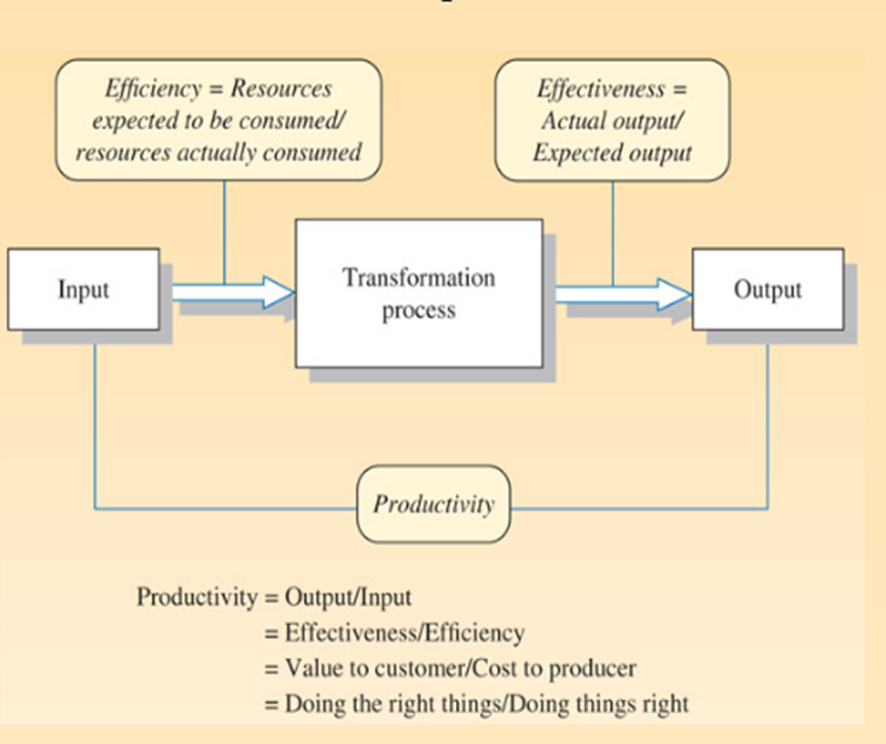 Efficiency = Resources
expected to be consumed/
resources actually consumed
Effectiveness =
Actual output/
Expected output
Input
Transformation
process
Output
Productivity
Productivity = Output/Input
= Effectiveness/Efficiency
= Value to customer/Cost to producer
= Doing the right things/Doing things right